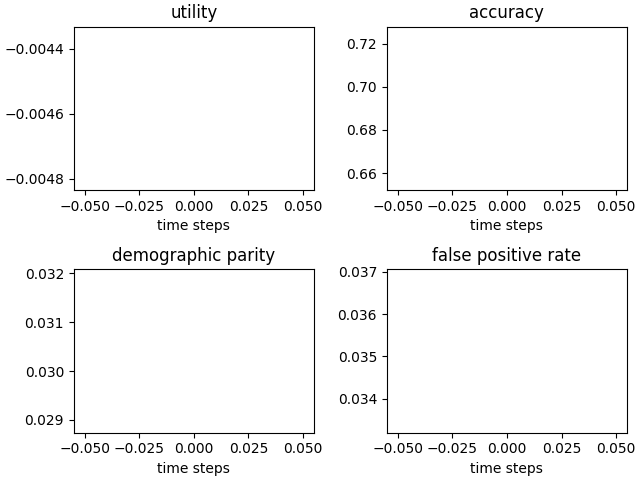 utility
−0.0044
−0.0046
−0.0048
−0.050 −0.025 0.000 0.025 0.050
time steps
accuracy
0.72
0.70
0.68
0.66
−0.050 −0.025 0.000 0.025 0.050
time steps
demographic parity
0.032
0.031
0.030
0.029
−0.050 −0.025 0.000 0.025 0.050
time steps
false positive rate
0.037
0.036
0.035
0.034
−0.050 −0.025 0.000 0.025 0.050
time steps